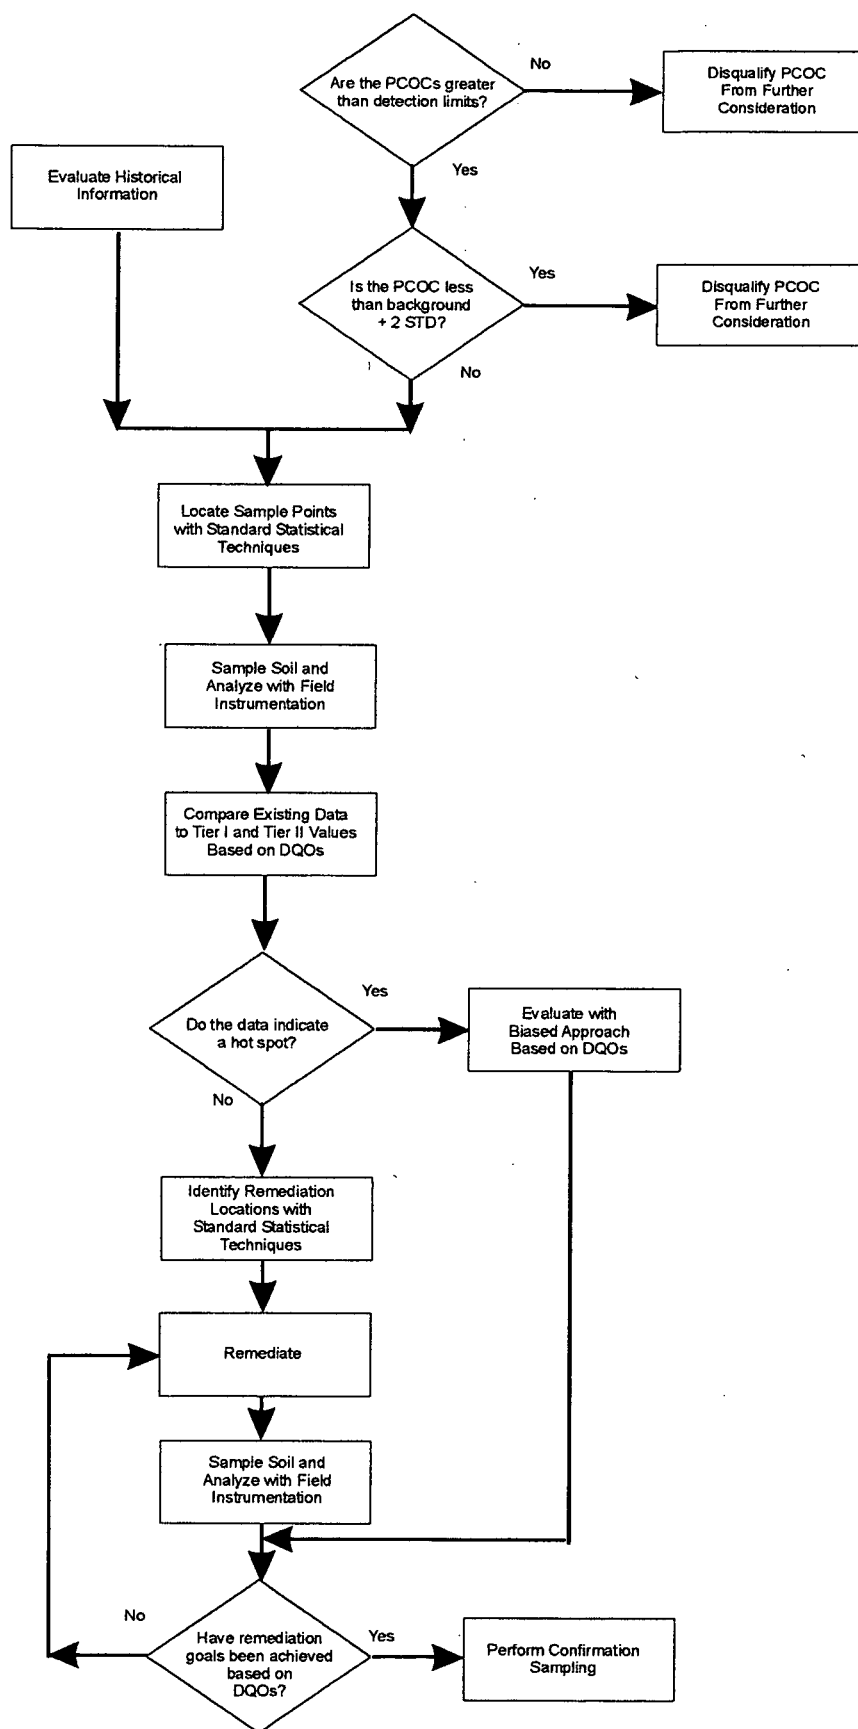 Are the PCOCs greater
than detection limits?
No
Disqualify PCOC
From Further
Consideration
Yes
Evaluate Historical
Information
Is the PCOC less
than background
+ 2 STD?
Yes
Disqualify PCOC
From Further
Consideration
No
Locate Sample Points
with Standard Statistical
Techniques
Sample Soil and
Analyze with Field
Instrumentation
Compare Existing Data
to Tier I and Tier II Values
Based on DQOs
Do the data indicate
a hot spot?
Yes
Evaluate with
Biased Approach
Based on DQOs
No
Identify Remediation
Locations with
Standard Statistical
Techniques
Remediate
Sample Soil and
Analyze with Field
Instrumentation
No
Have remediation
goals been achieved
based on
DQOs?
Yes
Perform Confirmation
Sampling